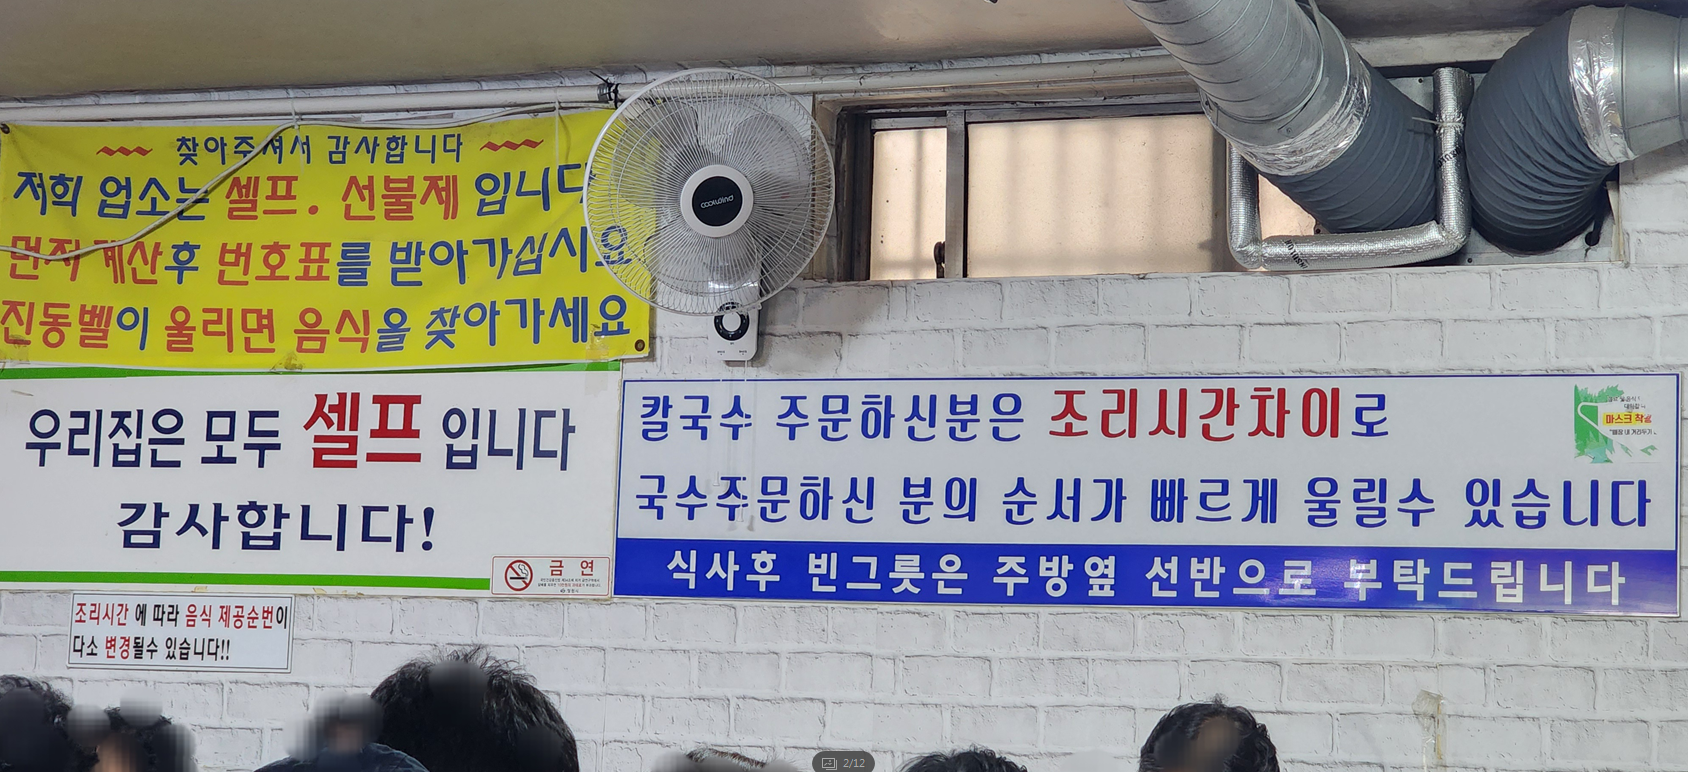 찾아주셔서 감사합니다
저희 업소는 셀프. 선불제 입니다
먼저 계산후 번호표를 받아가십시요
진동벨이 울리면 음식을 찾아가세요
COOLWIND
우리집은 모두 셀프 입니다
감사합니다!
금연
조리시간 에 따라 음식 제공순번이
다소 변경될수 있습니다!!
칼국수 주문하신분은 조리시간차이로
국수주문하신 분의 순서가 빠르게 울릴수 있습니다
식사후 빈그릇은 주방옆 선반으로 부탁드립니다
마스크 착용
2/12